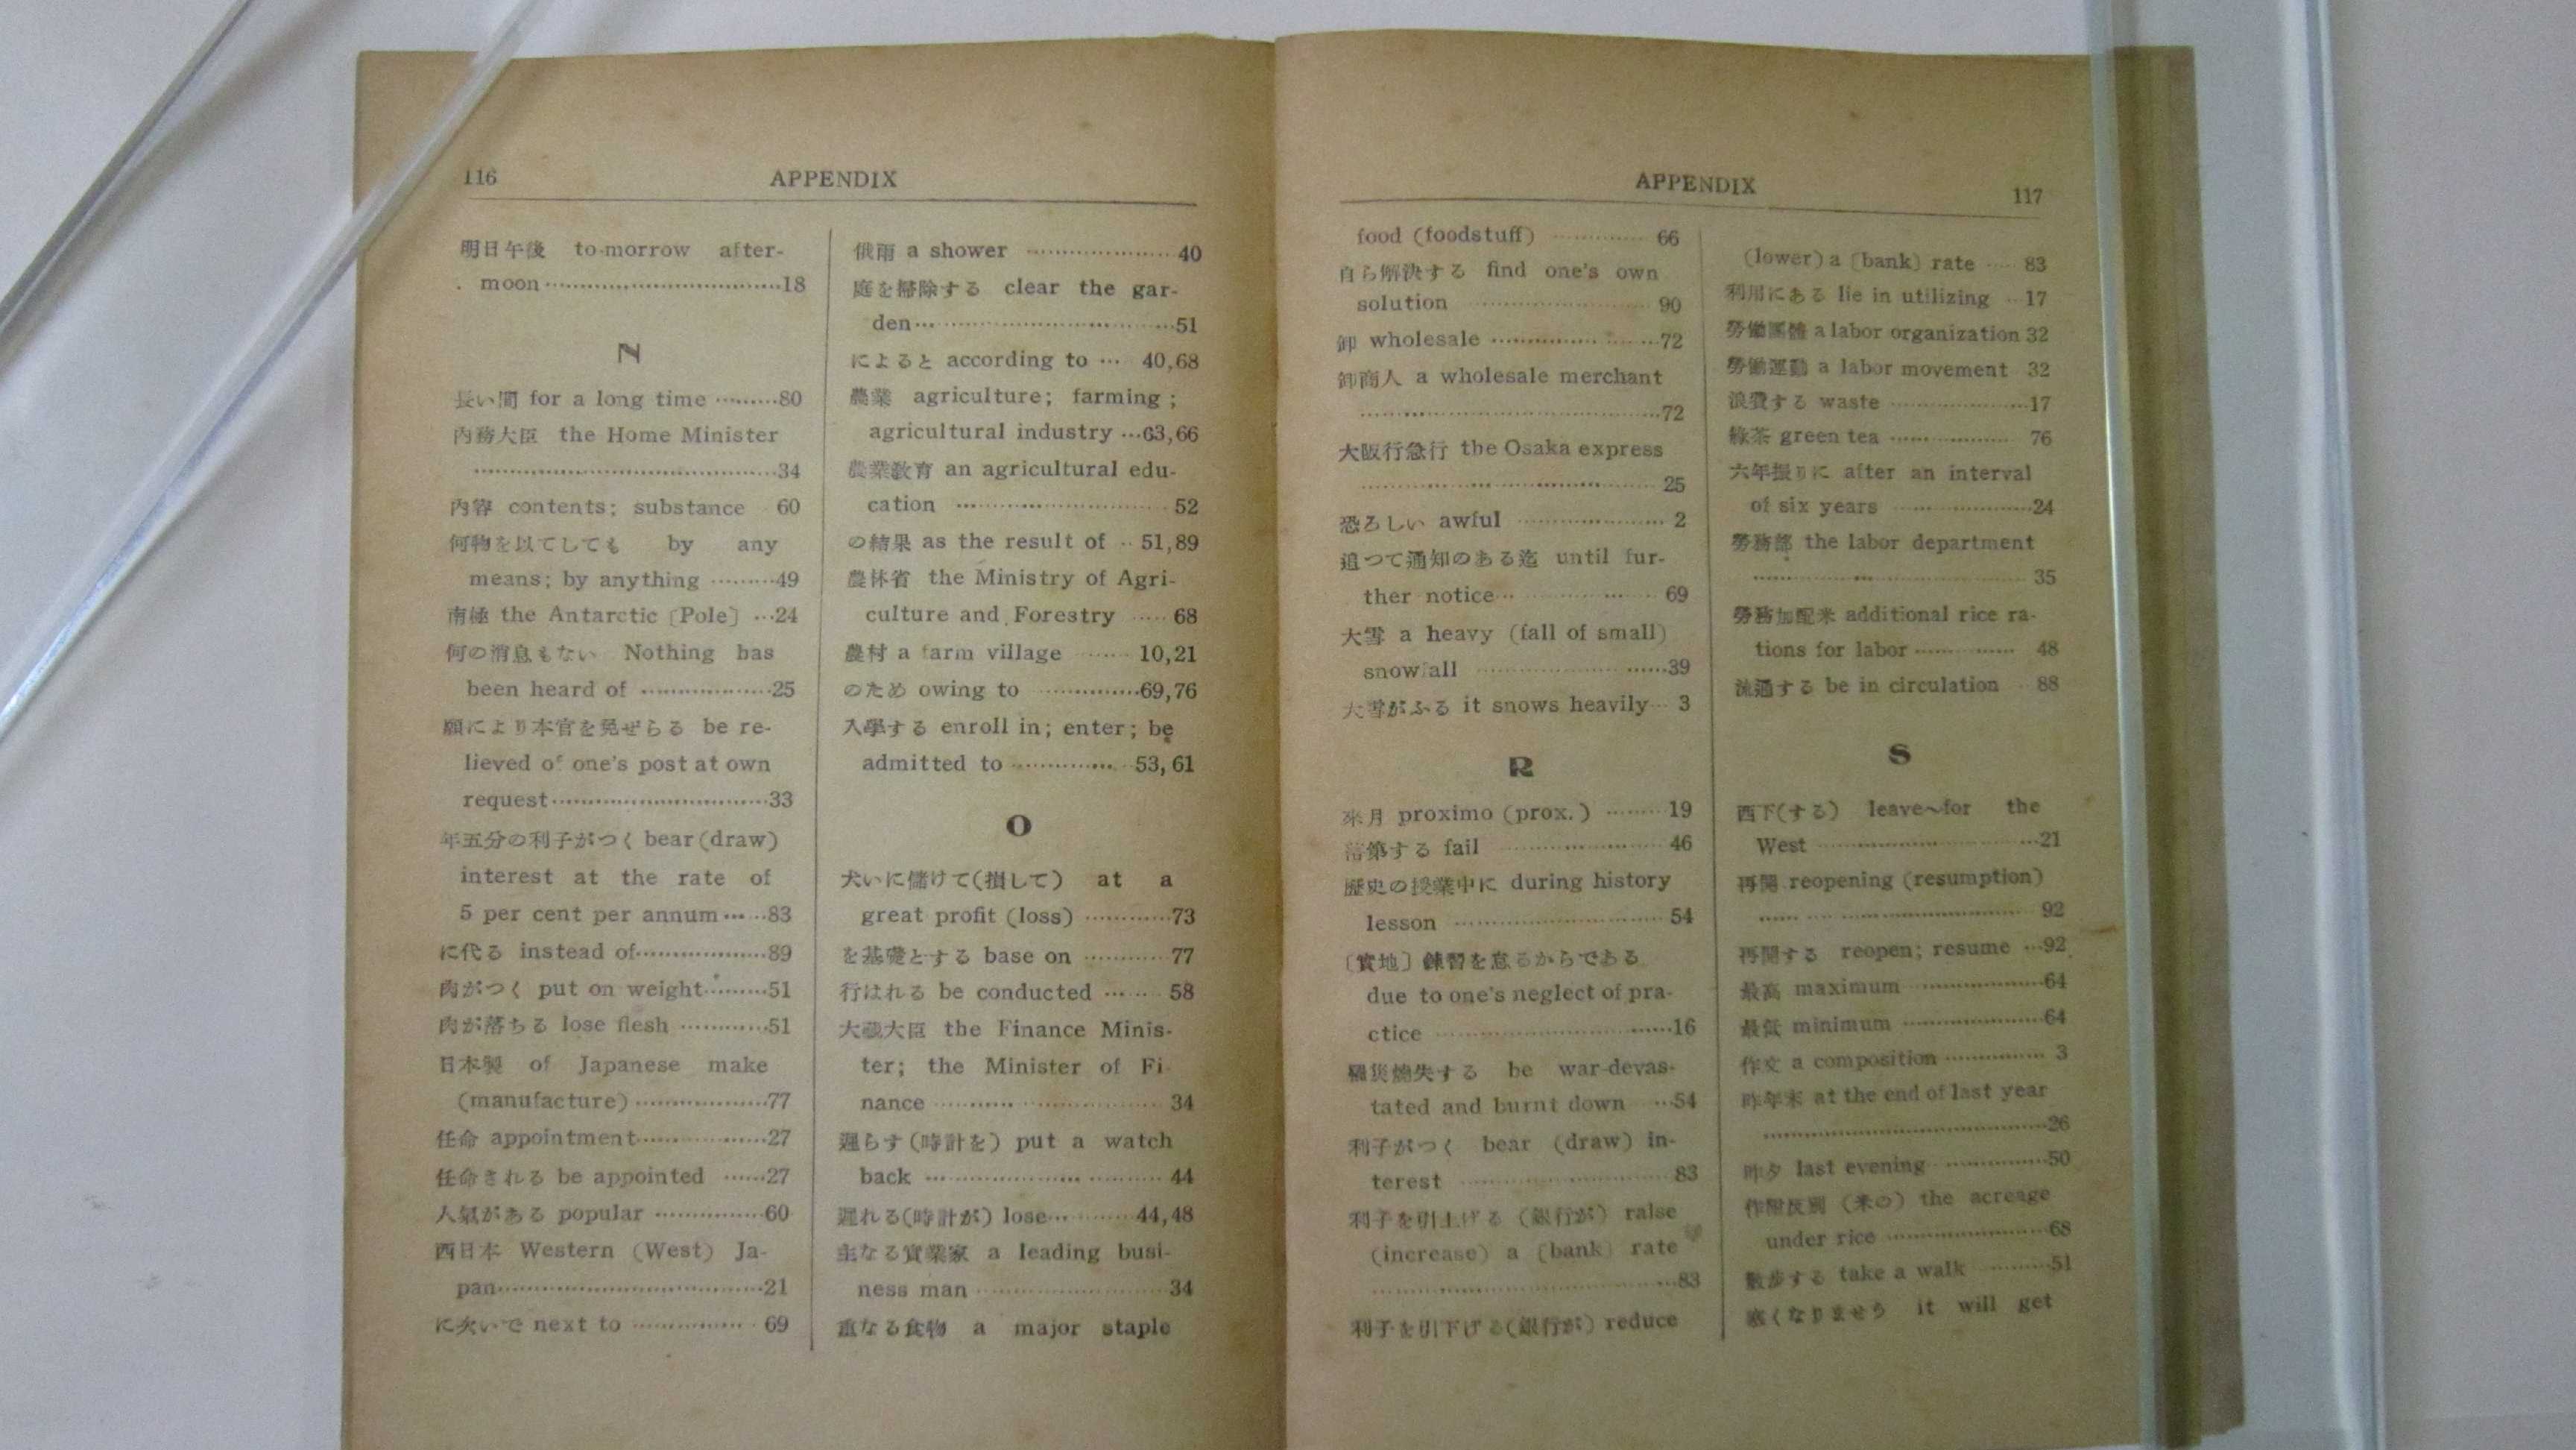 116
APPENDIX
明日午後 to-morrow after-
moon……………………………18
N
長い間 for a long time ………80
內務大臣 the Home Minister
……………………………………34
內容 contents; substance 60
何物を以てしても by any
means; by anything ………49
南極 the Antarctic〔Pole〕…24
何の消息もない Nothing has
been heard of ………………25
願により本官を免ぜらる be re-
lieved of one's post at own
request…………………………33
年五分の利子がつく bear (draw)
interest at the rate of
5 per cent per annum……83
に代る instead of………………89
肉がつく put on weight………51
肉が落ちる lose flesh …………51
日本製 of Japanese make
(manufacture)………………77
任命 appointment………………27
任命される be appointed ……27
人氣がある popular ……………60
西日本 Western (West) Ja-
pan………………………………21
に次いで next to ……………69
俄雨 a shower …………………40
庭を掃除する clear the gar-
den………………………………51
によると according to … 40,68
農業 agriculture; farming;
agricultural industry …63,66
農業敎育 an agricultural edu-
cation …………………………52
の結果 as the result of …51,89
農林省 the Ministry of Agri-
culture and Forestry ……68
農村 a farm village ……10,21
のため owing to ……………69,76
入學する enroll in; enter; be
admitted to ……………53,61
O
大いに儲けて(損して) at a
great profit (loss) …………73
を基礎とする base on …………77
行はれる be conducted ……58
大藏大臣 the Finance Minis-
ter; the Minister of Fi-
nance ……………………………34
遲らす(時計を) put a watch
back ……………………………44
遲れる(時計が) lose…………44,48
主なる實業家 a leading busi-
ness man ………………………34
重なる食物 a major staple
APPENDIX
117
food (foodstuff) ……………66
自ら解決する find one's own
solution ………………………90
卸 wholesale ……………………72
卸商人 a wholesale merchant
……………………………………72
大阪行急行 the Osaka express
……………………………………25
恐ろしい awful …………………2
追つて通知のある迄 until fur-
ther notice……………………69
大雪 a heavy (fall of small)
snowfall ………………………39
大雪がふる it snows heavily…3
R
來月 proximo (prox.) ………19
落第する fail …………………46
歷史の授業中に during history
lesson …………………………54
〔實地〕練習を怠るからである
due to one's neglect of pra-
ctice ……………………………16
罹災燒失する be war-devas-
tated and burnt down …54
利子がつく bear (draw) in-
terest …………………………83
利子を引上げる (銀行が) raise
(increase) a〔bank〕rate
……………………………………83
利子を引下げる(銀行が) reduce
(lower) a〔bank〕rate ……83
利用にある lie in utilizing …17
勞働團體 a labor organization 32
勞働運動 a labor movement 32
浪費する waste …………………17
綠茶 green tea …………………76
六年振りに after an interval
of six years …………………24
勞務部 the labor department
……………………………………35
勞務加配米 additional rice ra-
tions for labor ……………48
流通する be in circulation 88
S
西下(する) leave~for the
West ……………………………21
再開 reopening (resumption)
……………………………………92
再開する reopen; resume …92
最高 maximum …………………64
最低 minimum …………………64
作文 a composition ……………3
昨年末 at the end of last year
……………………………………26
昨夕 last evening ……………50
作附反別 (米の) the acreage
under rice ……………………68
散步する take a walk ………51
寒くなりませう it will get